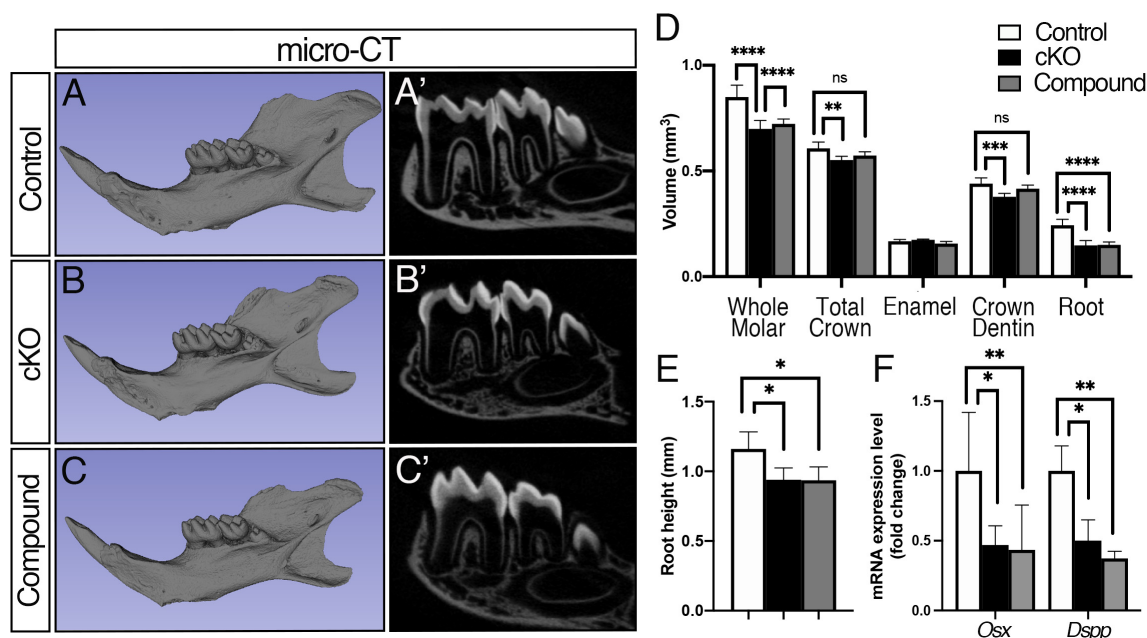 micro-CT
Control
A
A'
cKO
B
B'
Compound
C
C'
D
Control
cKO
Compound
Volume (mm³)
1.0
0.5
0.0
****
****
ns
**
ns
***
****
****
Whole Molar
Total Crown
Enamel
Crown Dentin
Root
E
Root height (mm)
1.5
1.0
0.5
0.0
*
*
F
mRNA expression level
(fold change)
1.5
1.0
0.5
0.0
**
*
**
*
Osx
Dspp